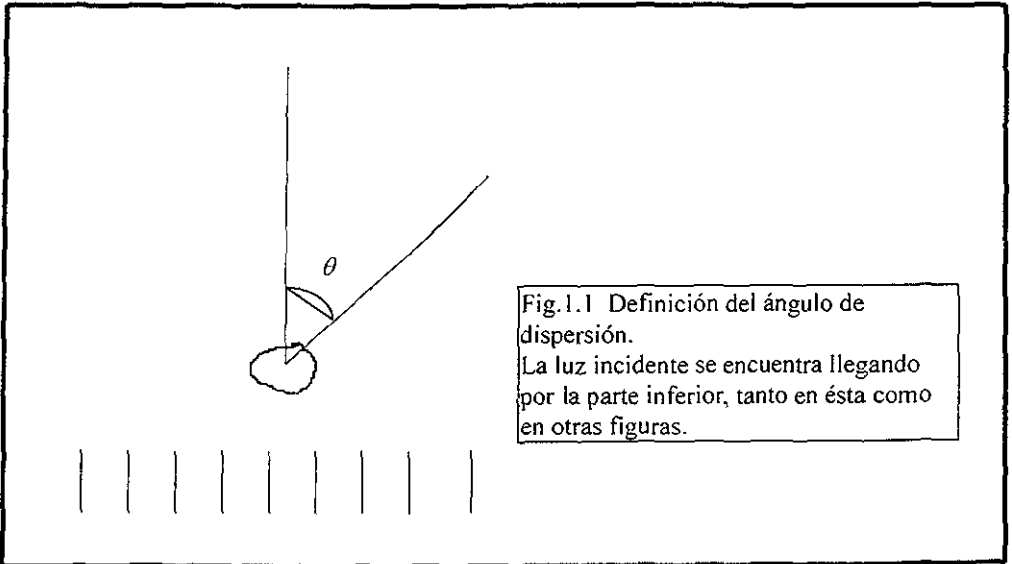 θ
Fig.1.1 Definición del ángulo de
dispersión.
La luz incidente se encuentra llegando
por la parte inferior, tanto en ésta como
en otras figuras.